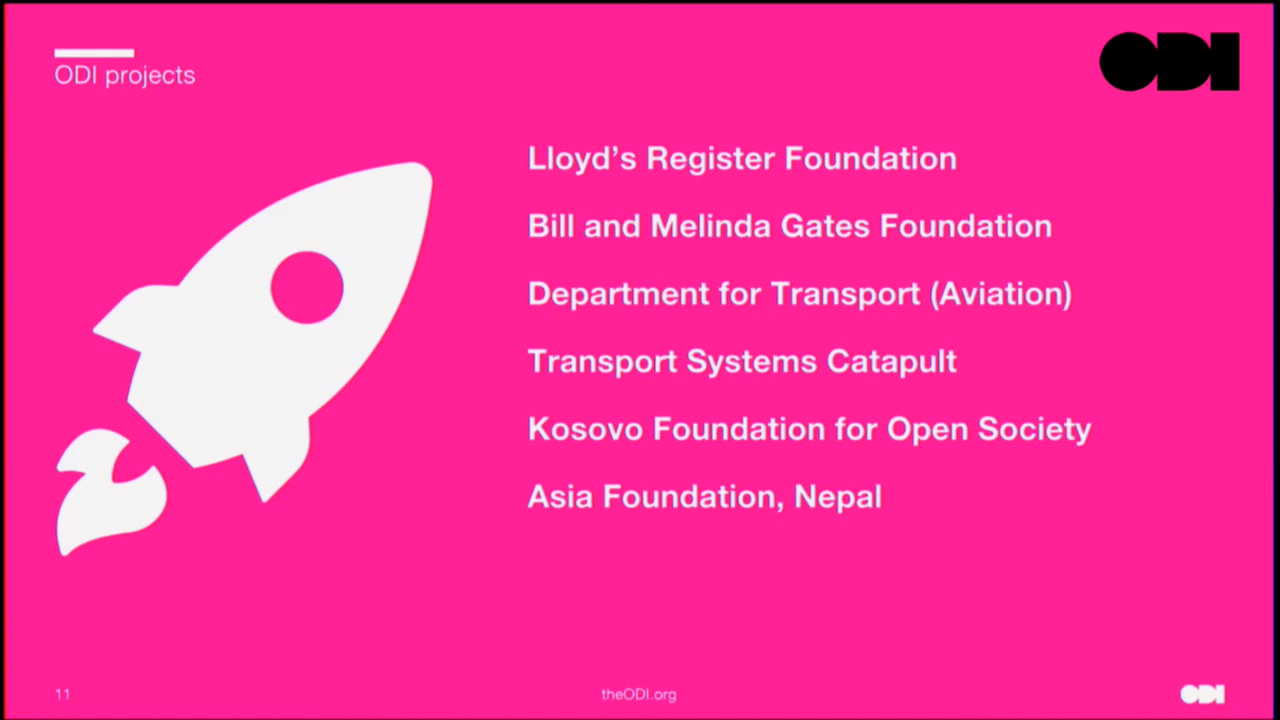 ODI projects
ODI
Lloyd’s Register Foundation
Bill and Melinda Gates Foundation
Department for Transport (Aviation)
Transport Systems Catapult
Kosovo Foundation for Open Society
Asia Foundation, Nepal
11
theODI.org
ODI